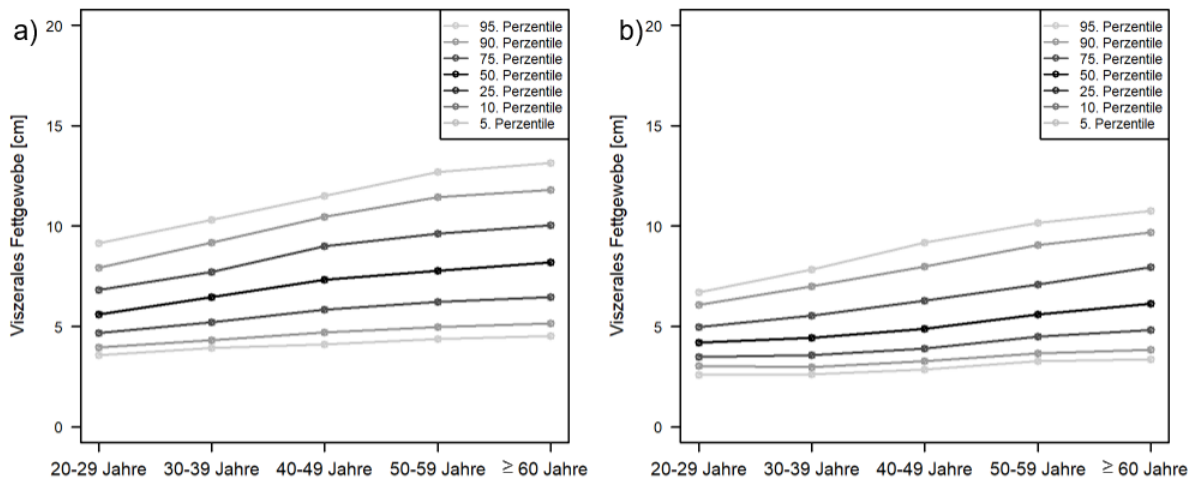 a)
20
15
10
5
0
Viszerales Fettgewebe [cm]
95. Perzentile
90. Perzentile
75. Perzentile
50. Perzentile
25. Perzentile
10. Perzentile
5. Perzentile
20-29 Jahre 30-39 Jahre 40-49 Jahre 50-59 Jahre ≥ 60 Jahre
b)
20
15
10
5
0
Viszerales Fettgewebe [cm]
95. Perzentile
90. Perzentile
75. Perzentile
50. Perzentile
25. Perzentile
10. Perzentile
5. Perzentile
20-29 Jahre 30-39 Jahre 40-49 Jahre 50-59 Jahre ≥ 60 Jahre